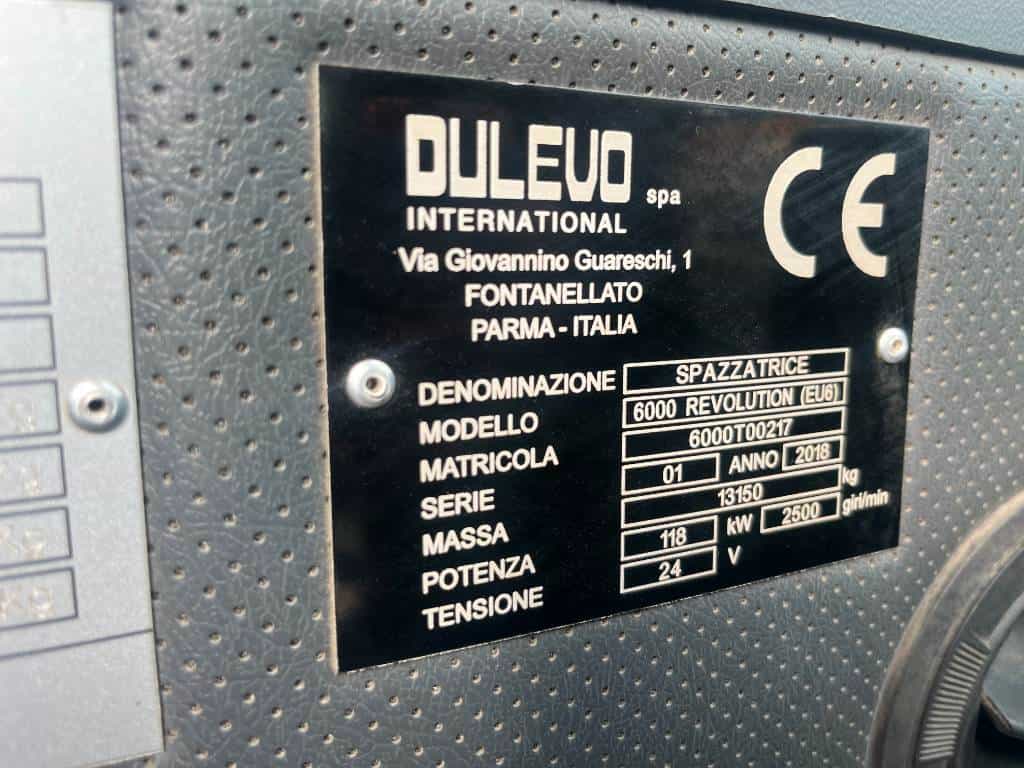 DULEVO spa
INTERNATIONAL
CE
Via Giovannino Guareschi, 1
FONTANELLATO
PARMA - ITALIA
DENOMINAZIONE SPAZZATRICE
MODELLO 6000 REVOLUTION (EU6)
MATRICOLA 6000T00217
SERIE 01 ANNO 2018
MASSA 13150 kg
POTENZA 118 kW 2500 giri/min
TENSIONE 24 V